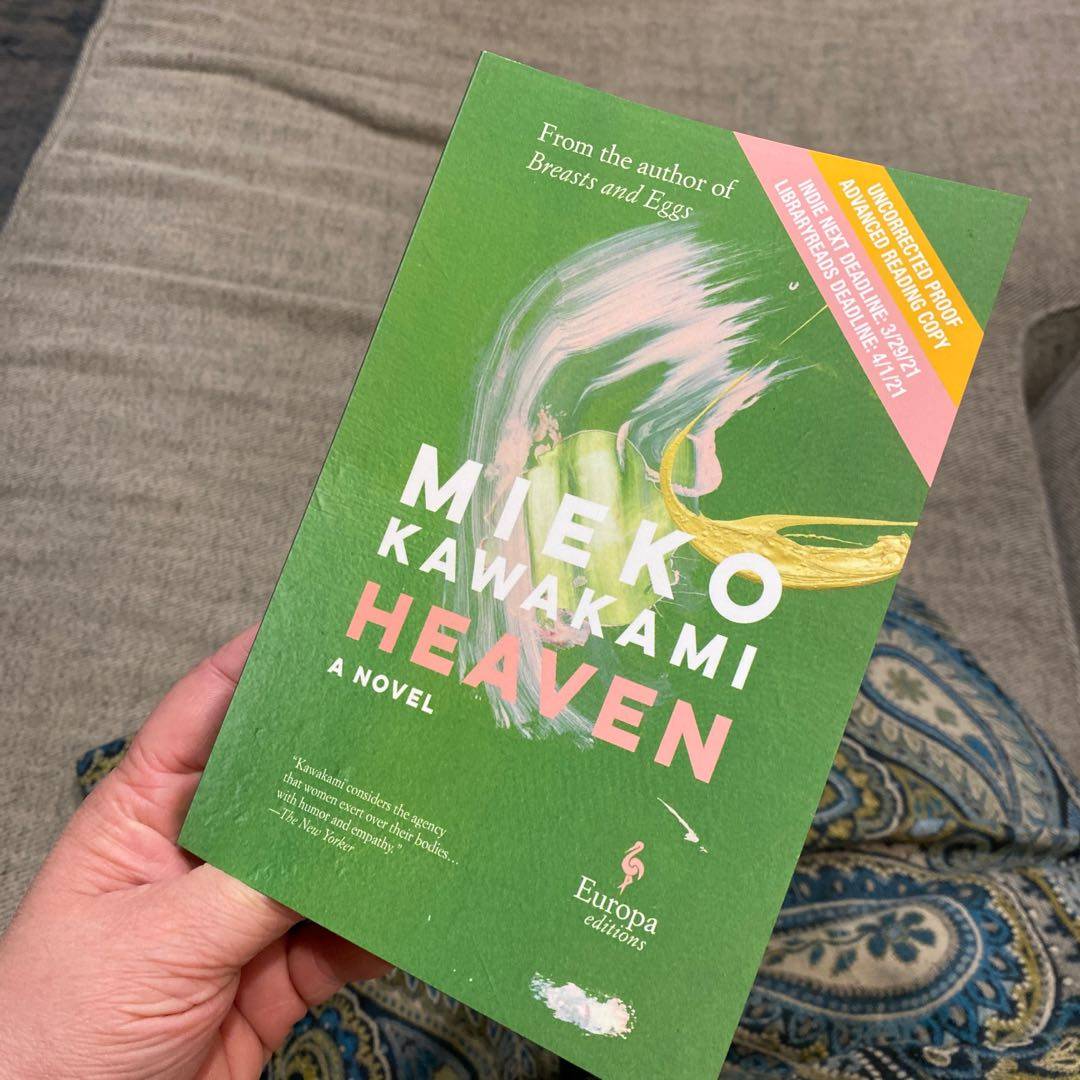 From the author of
Breasts and Eggs
UNCORRECTED PROOF
ADVANCED READING COPY
INDIE NEXT DEADLINE: 3/29/21
LIBRARYREADS DEADLINE: 4/1/21
MIEKO
KAWAKAMI
HEAVEN
A NOVEL
“Kawakami considers the agency
that women exert over their bodies…
with humor and empathy.”
—The New Yorker
Europa
editions